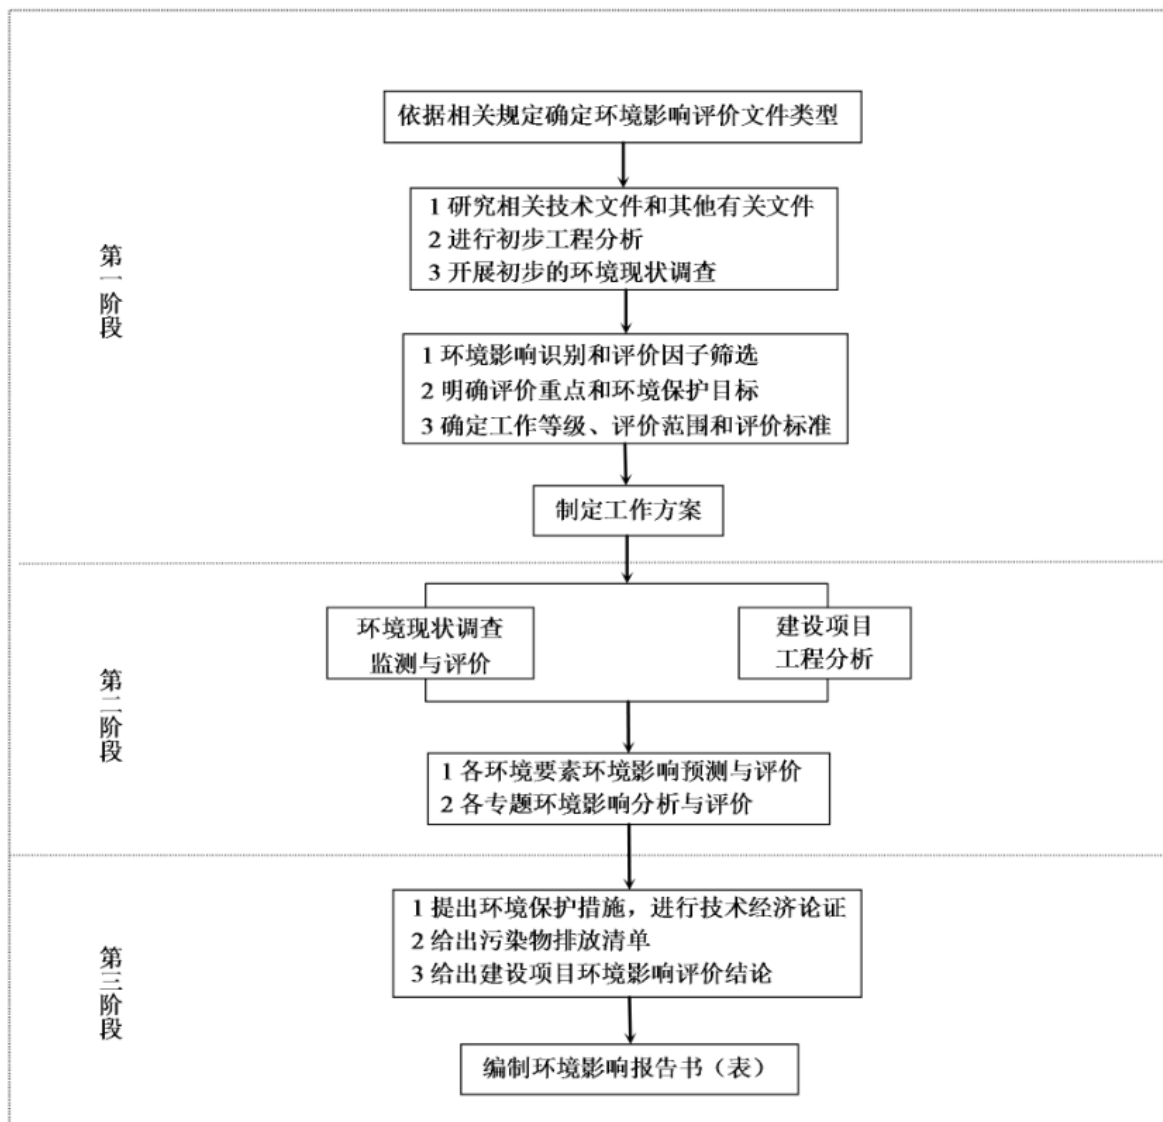 依据相关规定确定环境影响评价文件类型
1 研究相关技术文件和其他有关文件
2 进行初步工程分析
3 开展初步的环境现状调查
第一阶段
1 环境影响识别和评价因子筛选
2 明确评价重点和环境保护目标
3 确定工作等级、评价范围和评价标准
制定工作方案
环境现状调查
监测与评价
建设项目
工程分析
第二阶段
1 各环境要素环境影响预测与评价
2 各专题环境影响分析与评价
1 提出环境保护措施，进行技术经济论证
2 给出污染物排放清单
3 给出建设项目环境影响评价结论
第三阶段
编制环境影响报告书（表）